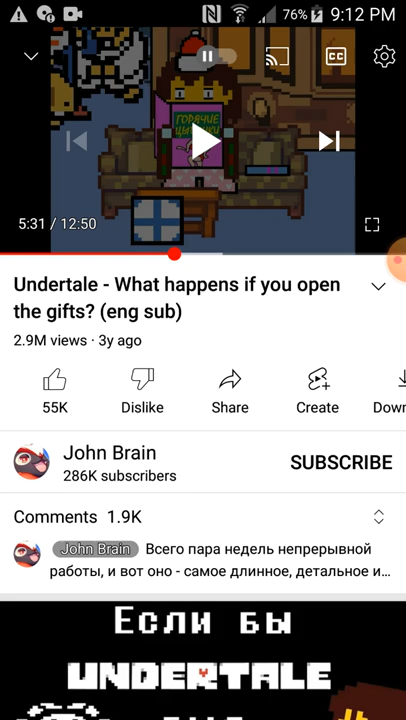 76% 9:12 PM
CC
ГОРЯЧИЕ
5:31 / 12:50
Undertale - What happens if you open
the gifts? (eng sub)
2.9M views · 3y ago
55K Dislike Share Create Down
John Brain
286K subscribers
SUBSCRIBE
Comments 1.9K
John Brain Всего пара недель непрерывной
работы, и вот оно - самое длинное, детальное и...
Если бы
UNDERTALE